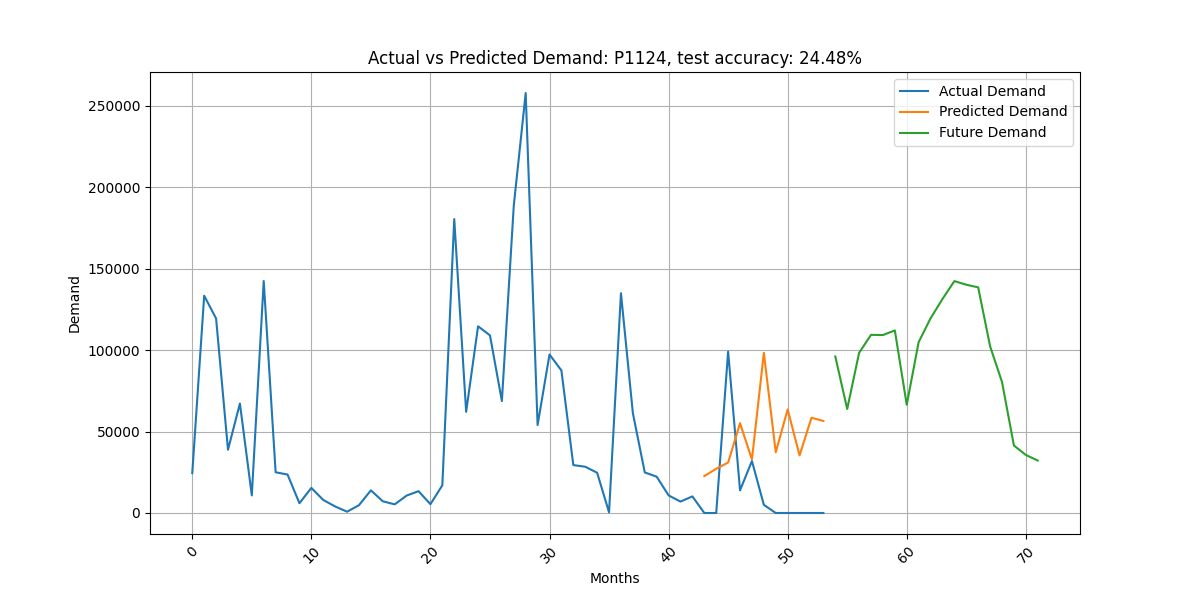 Actual vs Predicted Demand: P1124, test accuracy: 24.48%
Actual Demand
Predicted Demand
Future Demand
250000
200000
150000
100000
50000
0
Demand
0 10 20 30 40 50 60 70
Months